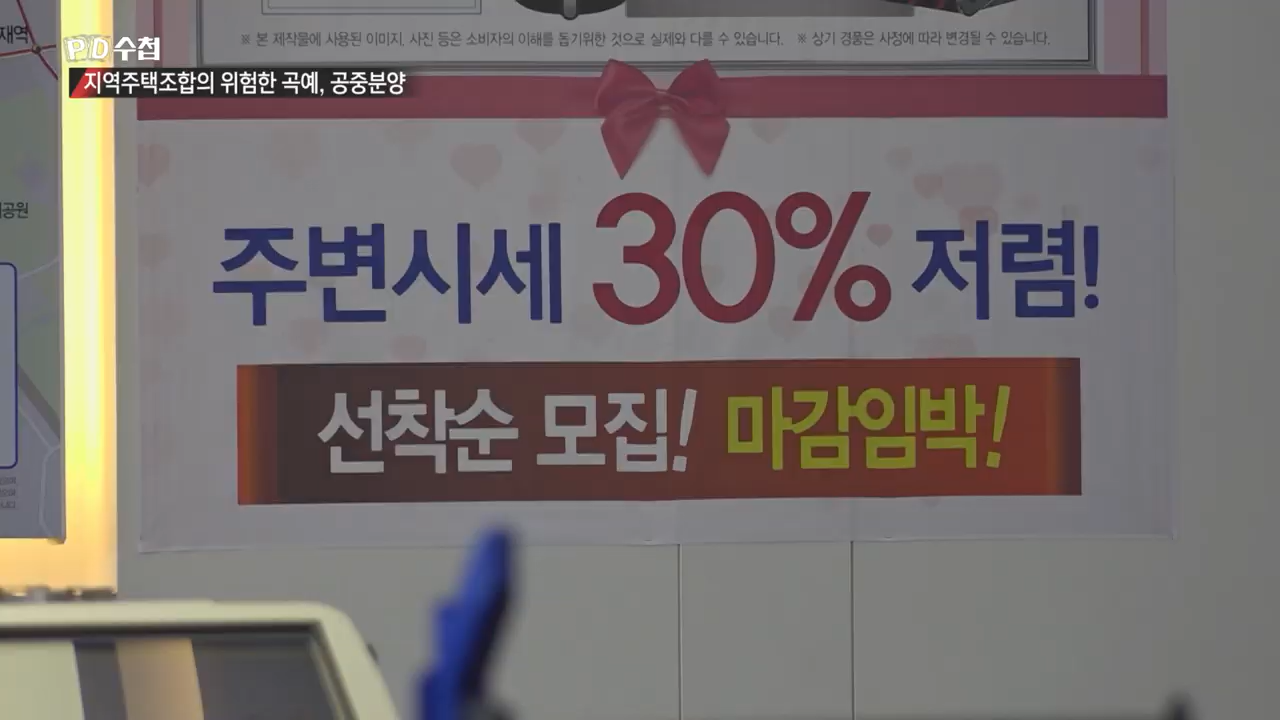 PD수첩
지역주택조합의 위험한 곡예, 공중분양
재역
공원
※ 본 제작물에 사용된 이미지, 사진 등은 소비자의 이해를 돕기위한 것으로 실제와 다를 수 있습니다. ※ 상기 경품은 사정에 따라 변경될 수 있습니다.
주변시세 30% 저렴!
선착순 모집! 마감임박!